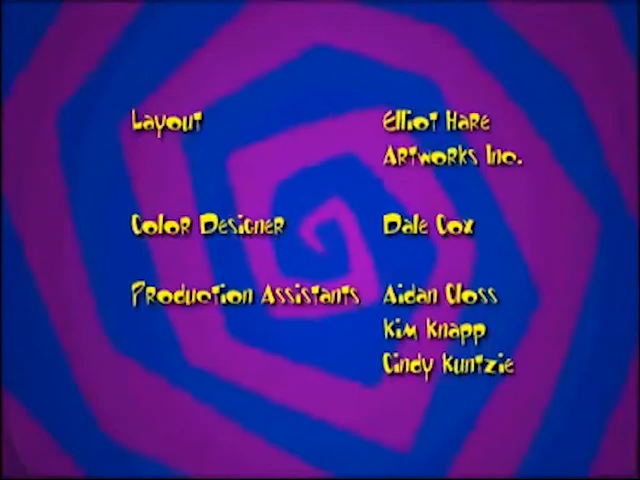 Layout Elliot Hare
Artworks Inc.
Color Designer Dale Cox
Production Assistants Aidan Closs
Kim Knapp
Cindy Kuntzie